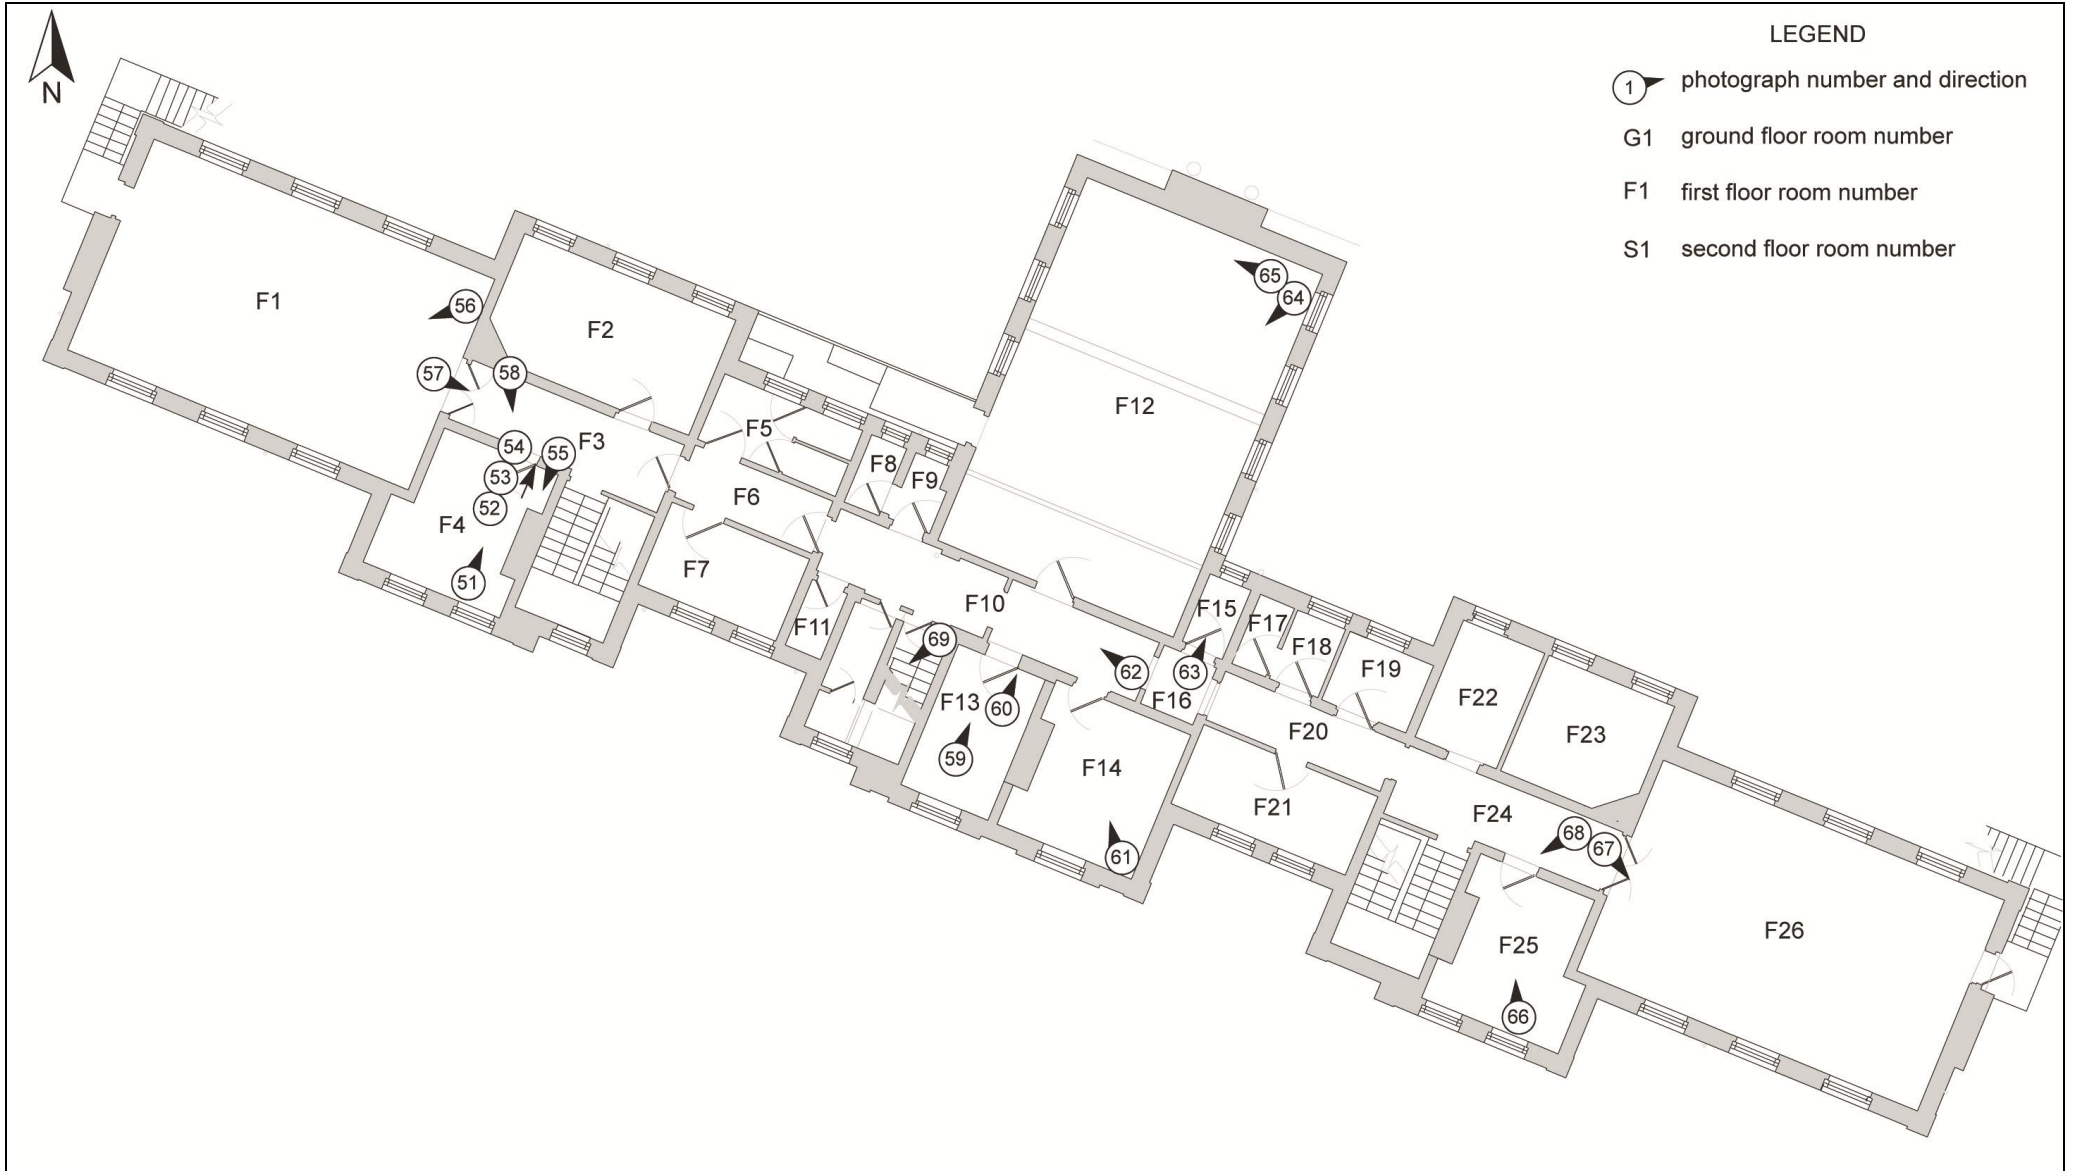 LEGEND
N
1 photograph number and direction
G1 ground floor room number
F1 first floor room number
S1 second floor room number
F1
56
F2
65
64
57
58
F12
F3
F5
54
55
53
52
F8
F9
F4
F6
51
F7
F10
F11
69
62
63
F15
F17
F18
F19
F16
F13
60
59
F14
61
F20
F21
F22
F23
F24
68
67
F25
66
F26